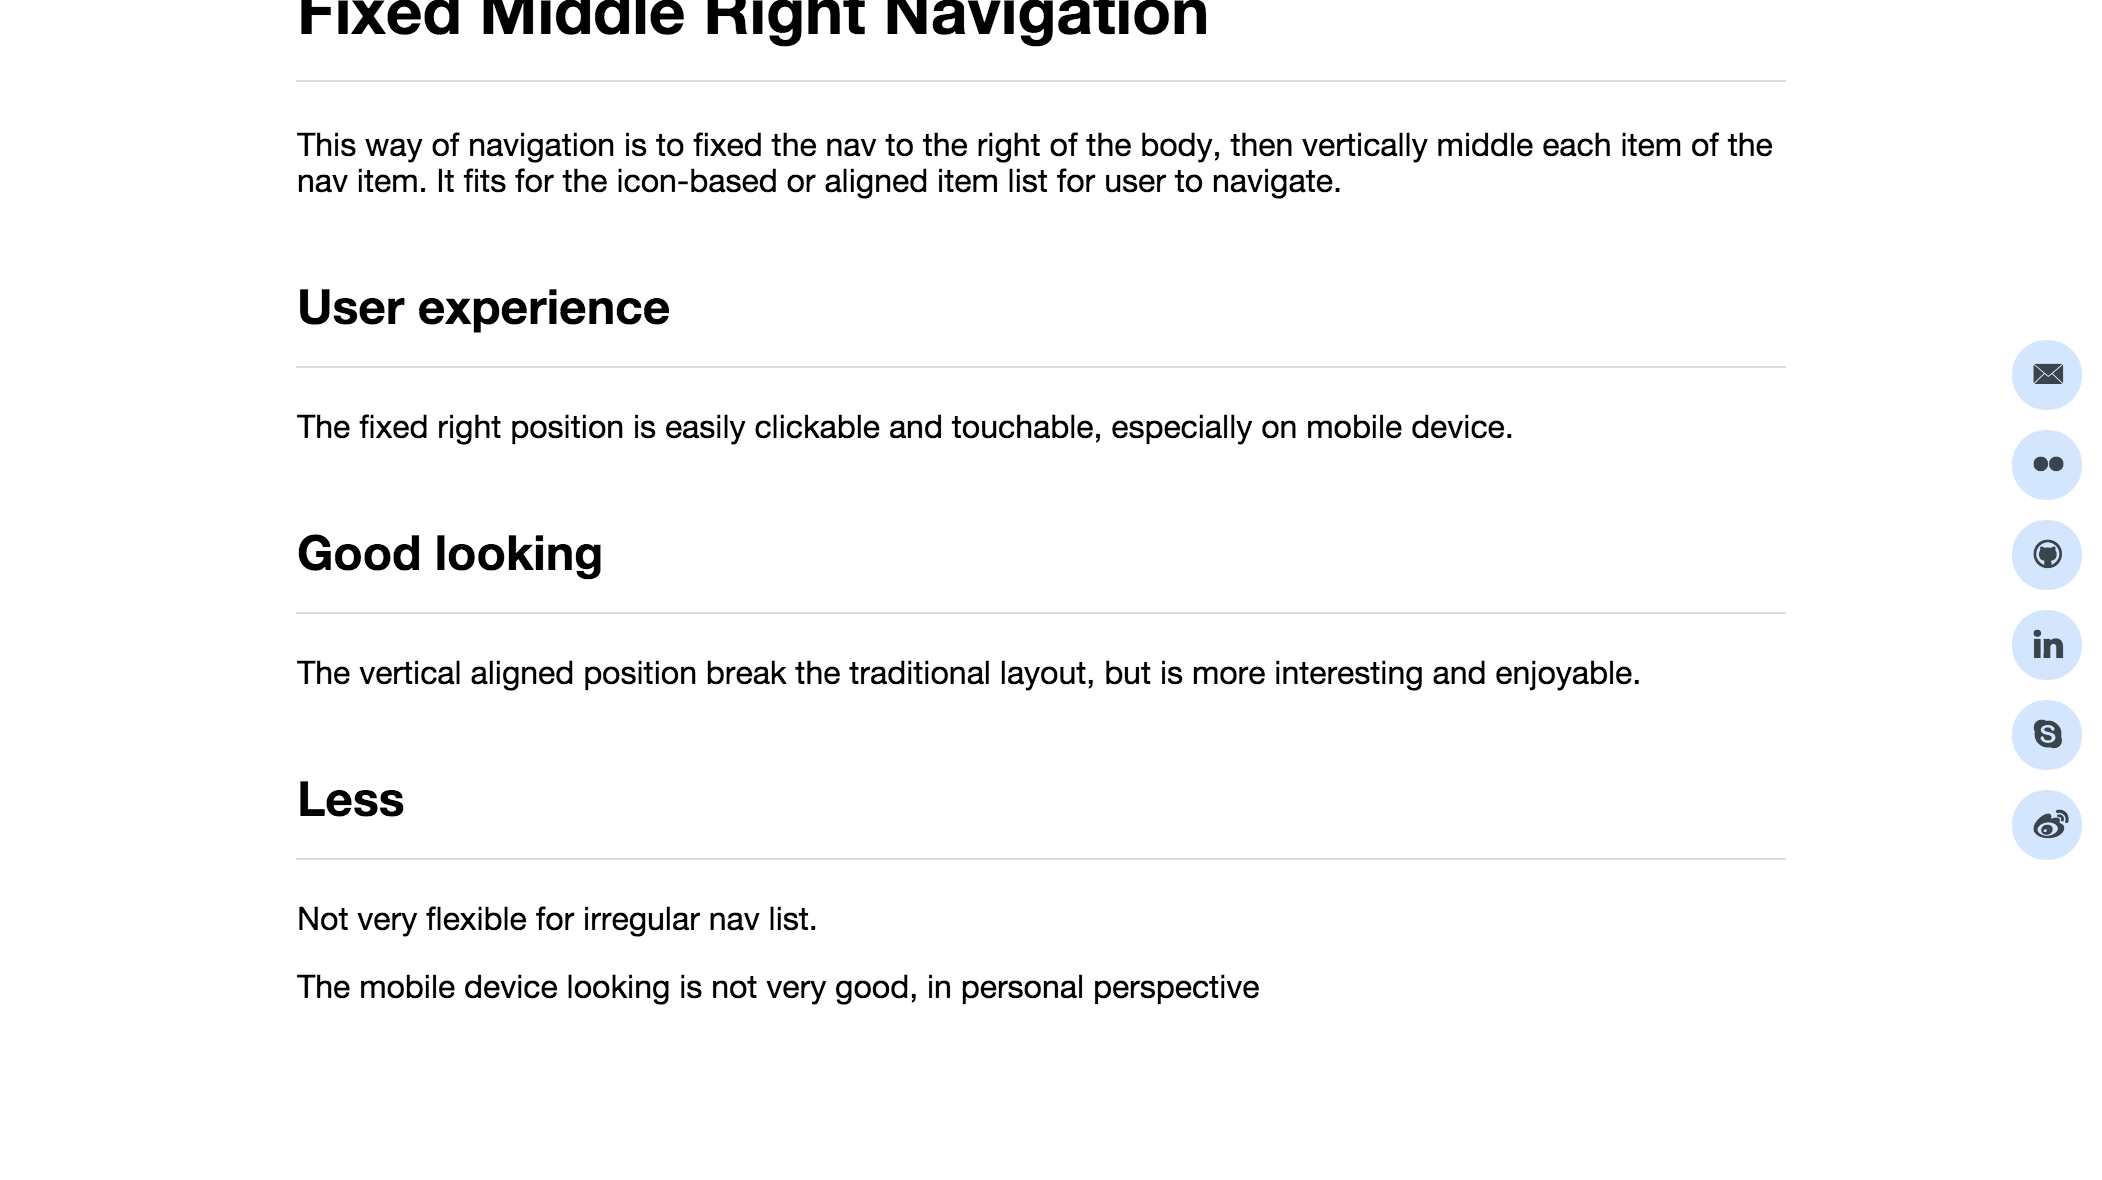 Fixed Middle Right Navigation
This way of navigation is to fixed the nav to the right of the body, then vertically middle each item of the
nav item. It fits for the icon-based or aligned item list for user to navigate.
User experience
The fixed right position is easily clickable and touchable, especially on mobile device.
Good looking
The vertical aligned position break the traditional layout, but is more interesting and enjoyable.
Less
Not very flexible for irregular nav list.
The mobile device looking is not very good, in personal perspective
in
S